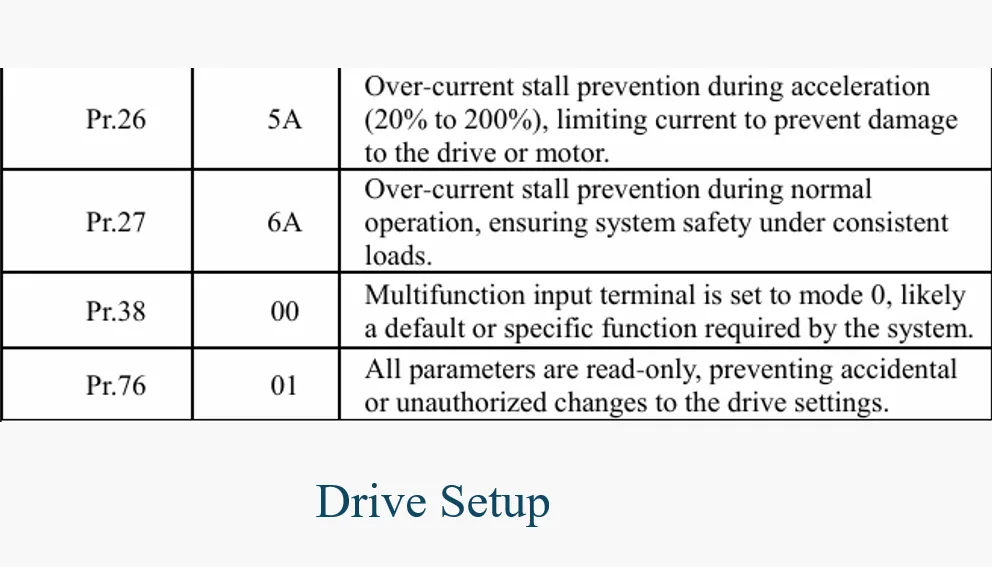 Pr.26 5A Over-current stall prevention during acceleration
(20% to 200%), limiting current to prevent damage
to the drive or motor.
Pr.27 6A Over-current stall prevention during normal
operation, ensuring system safety under consistent
loads.
Pr.38 00 Multifunction input terminal is set to mode 0, likely
a default or specific function required by the system.
Pr.76 01 All parameters are read-only, preventing accidental
or unauthorized changes to the drive settings.
Drive Setup